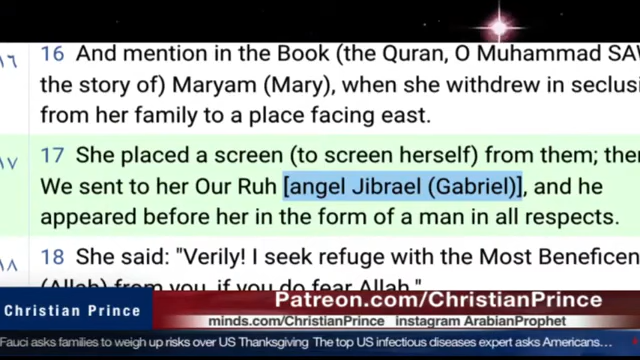 16 And mention in the Book (the Quran, O Muhammad SAW
the story of) Maryam (Mary), when she withdrew in seclusi
from her family to a place facing east.
17 She placed a screen (to screen herself) from them; then
We sent to her Our Ruh [angel Jibrael (Gabriel)], and he
appeared before her in the form of a man in all respects.
18 She said: "Verily! I seek refuge with the Most Beneficen
(Allah) from you, if you do fear Allah."
Christian Prince
Patreon.com/ChristianPrince
minds.com/ChristianPrince instagram ArabianProphet
Fauci asks families to weigh up risks over US Thanksgiving The top US infectious diseases expert asks Americans...